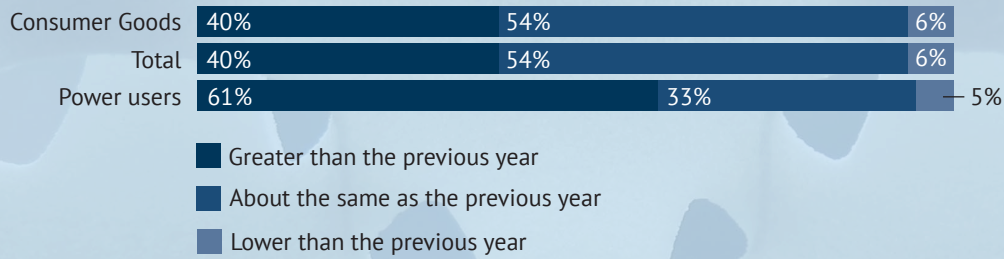 Consumer Goods 40% 54% 6%
Total 40% 54% 6%
Power users 61% 33% 5%
Greater than the previous year
About the same as the previous year
Lower than the previous year